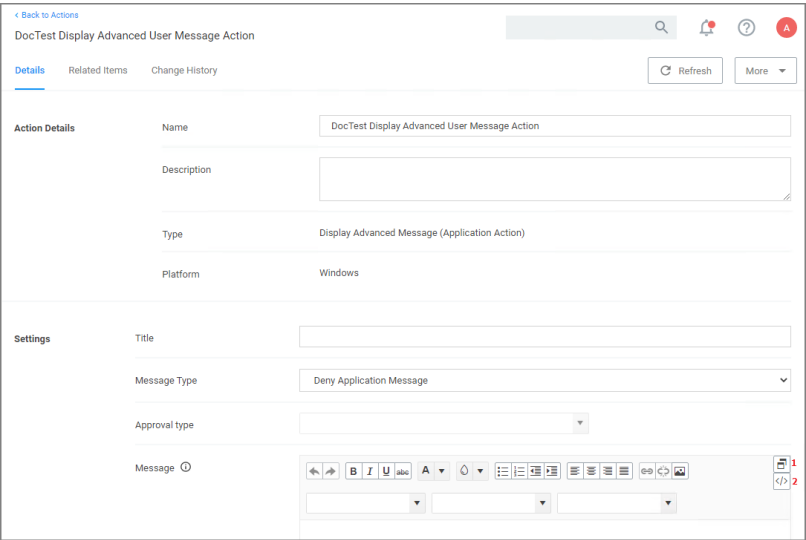 < Back to Actions
DocTest Display Advanced User Message Action
A
Details Related Items Change History Refresh More
Action Details Name DocTest Display Advanced User Message Action
Description
Type Display Advanced Message (Application Action)
Platform Windows
Settings Title
Message Type Deny Application Message
Approval type
Message
B I U abc A
1
</> 2